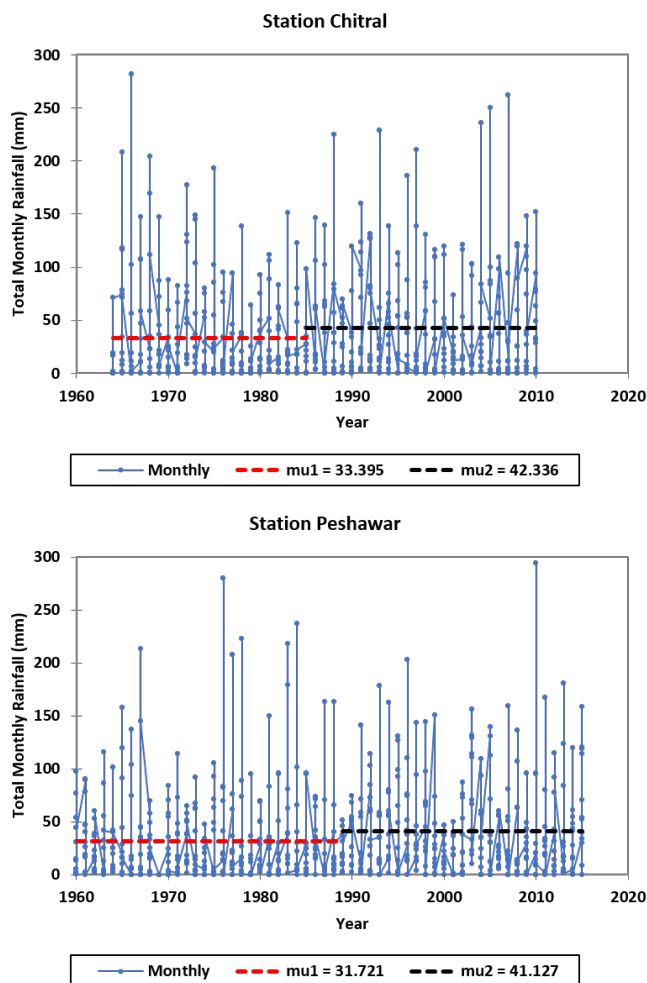 Station Chitral
300
250
200
150
100
50
0
Total Monthly Rainfall (mm)
1960 1970 1980 1990 2000 2010 2020
Year
Monthly mu1 = 33.395 mu2 = 42.336
Station Peshawar
300
250
200
150
100
50
0
Total Monthly Rainfall (mm)
1960 1970 1980 1990 2000 2010 2020
Year
Monthly mu1 = 31.721 mu2 = 41.127